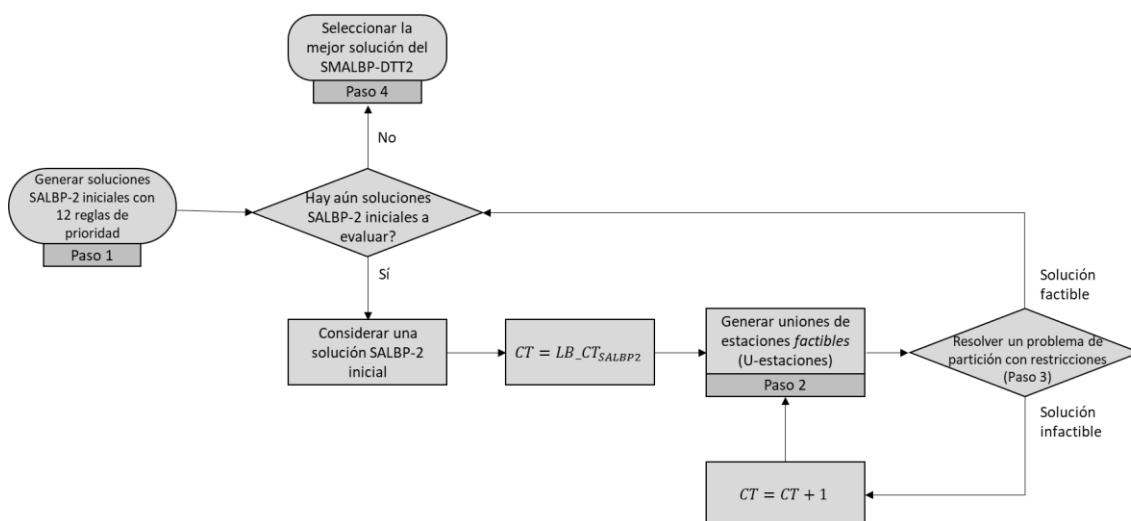 Seleccionar la
mejor solución del
SMALBP-DTT2
Paso 4
No
Generar soluciones
SALBP-2 iniciales con
12 reglas de
prioridad
Paso 1
Hay aún soluciones
SALBP-2 iniciales a
evaluar?
Sí
Considerar una
solución SALBP-2
inicial
CT = LB_CT_{SALBP2}
Generar uniones de
estaciones factibles
(U-estaciones)
Paso 2
Solución
factible
Resolver un problema de
partición con restricciones
(Paso 3)
Solución
infactible
CT = CT + 1